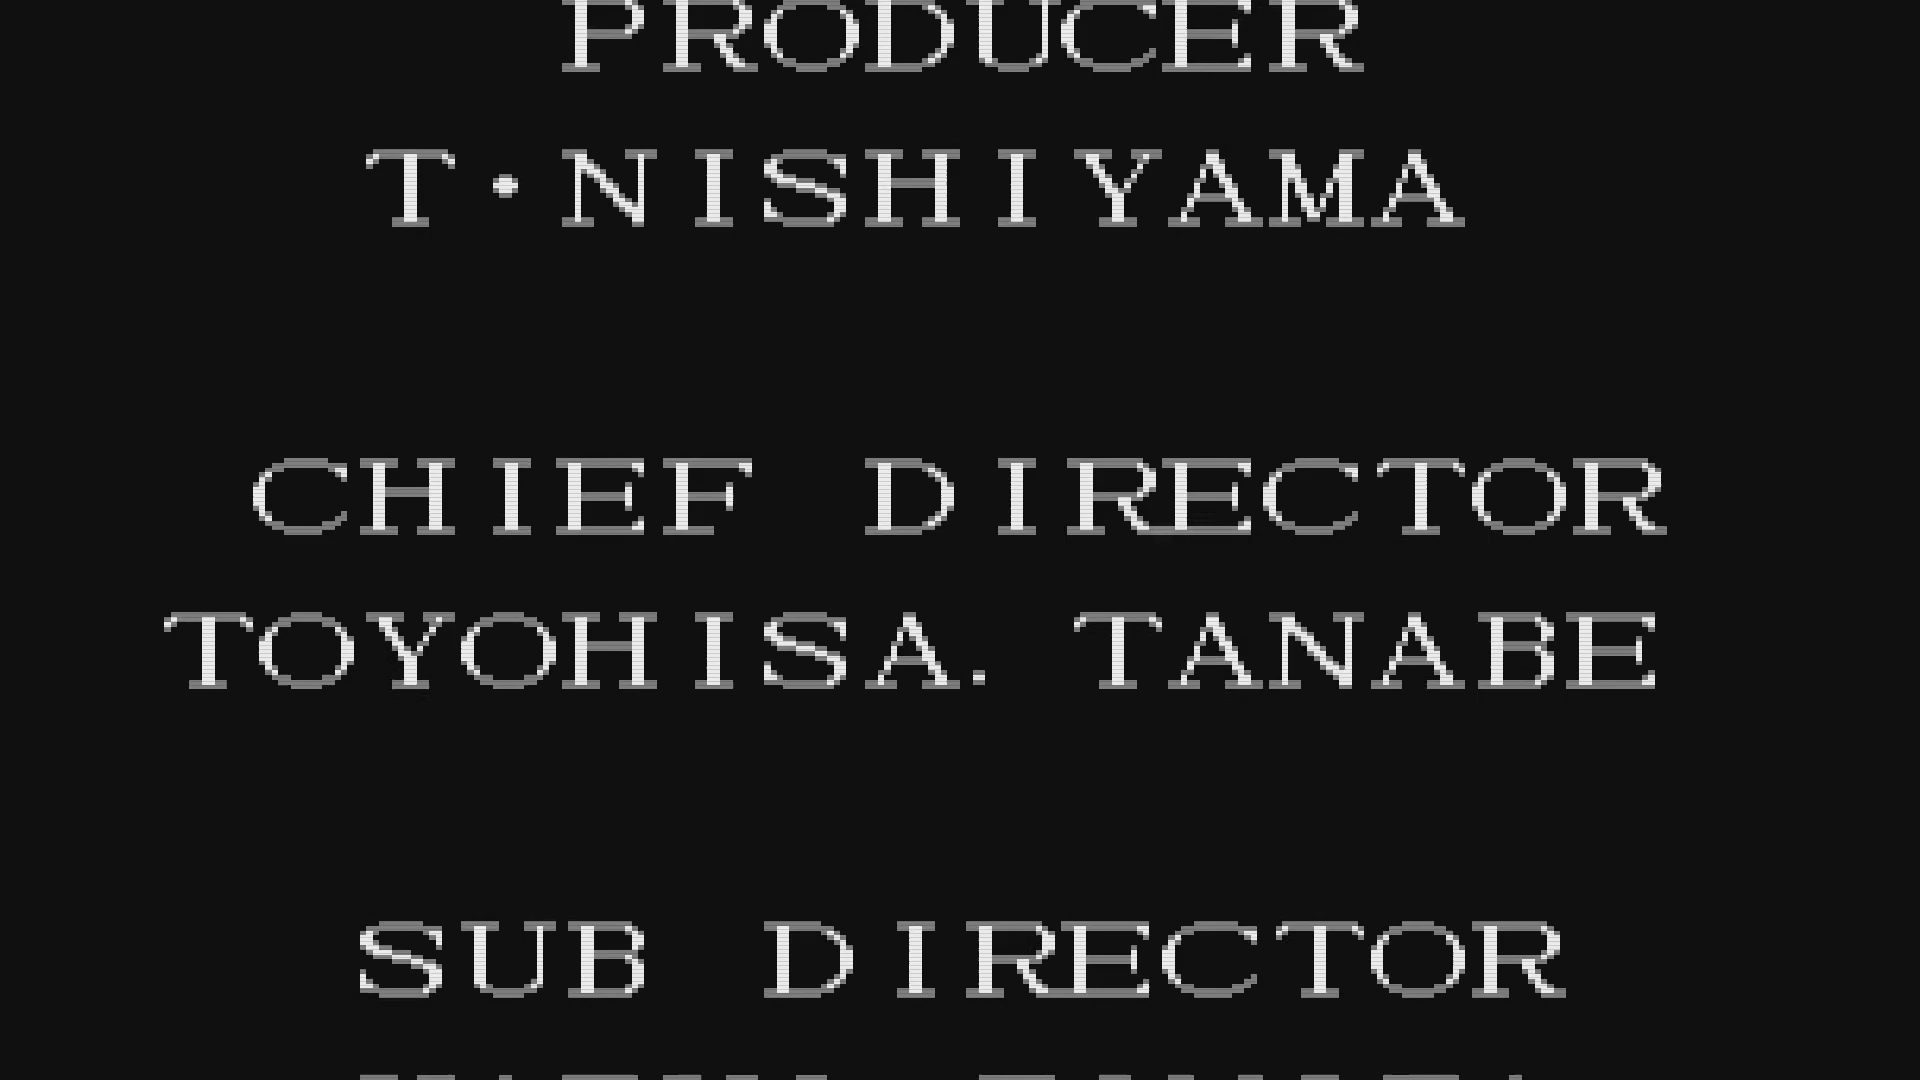 PRODUCER
T・NISHIYAMA
CHIEF DIRECTOR
TOYOHISA. TANABE
SUB DIRECTOR